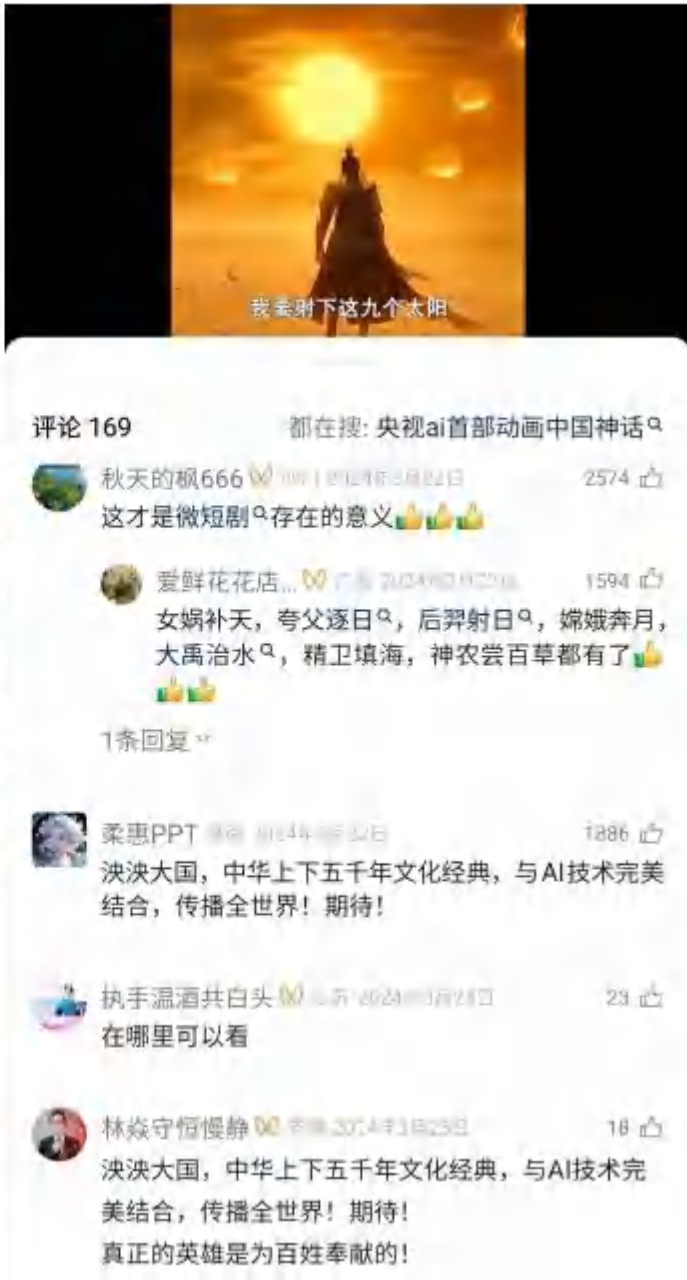 我要射下这九个太阳
评论 169
都在搜: 央视ai首部动画中国神话
秋天的枫666
2574
这才是微短剧存在的意义👍👍👍
爱鲜花花店...
1594
女娲补天，夸父逐日，后羿射日，嫦娥奔月，
大禹治水，精卫填海，神农尝百草都有了👍
👍👍
1条回复
柔惠PPT
1886
泱泱大国，中华上下五千年文化经典，与AI技术完美
结合，传播全世界！期待！
执手温酒共白头
23
在哪里可以看
林焱守恒慢静
18
泱泱大国，中华上下五千年文化经典，与AI技术完
美结合，传播全世界！期待！
真正的英雄是为百姓奉献的！